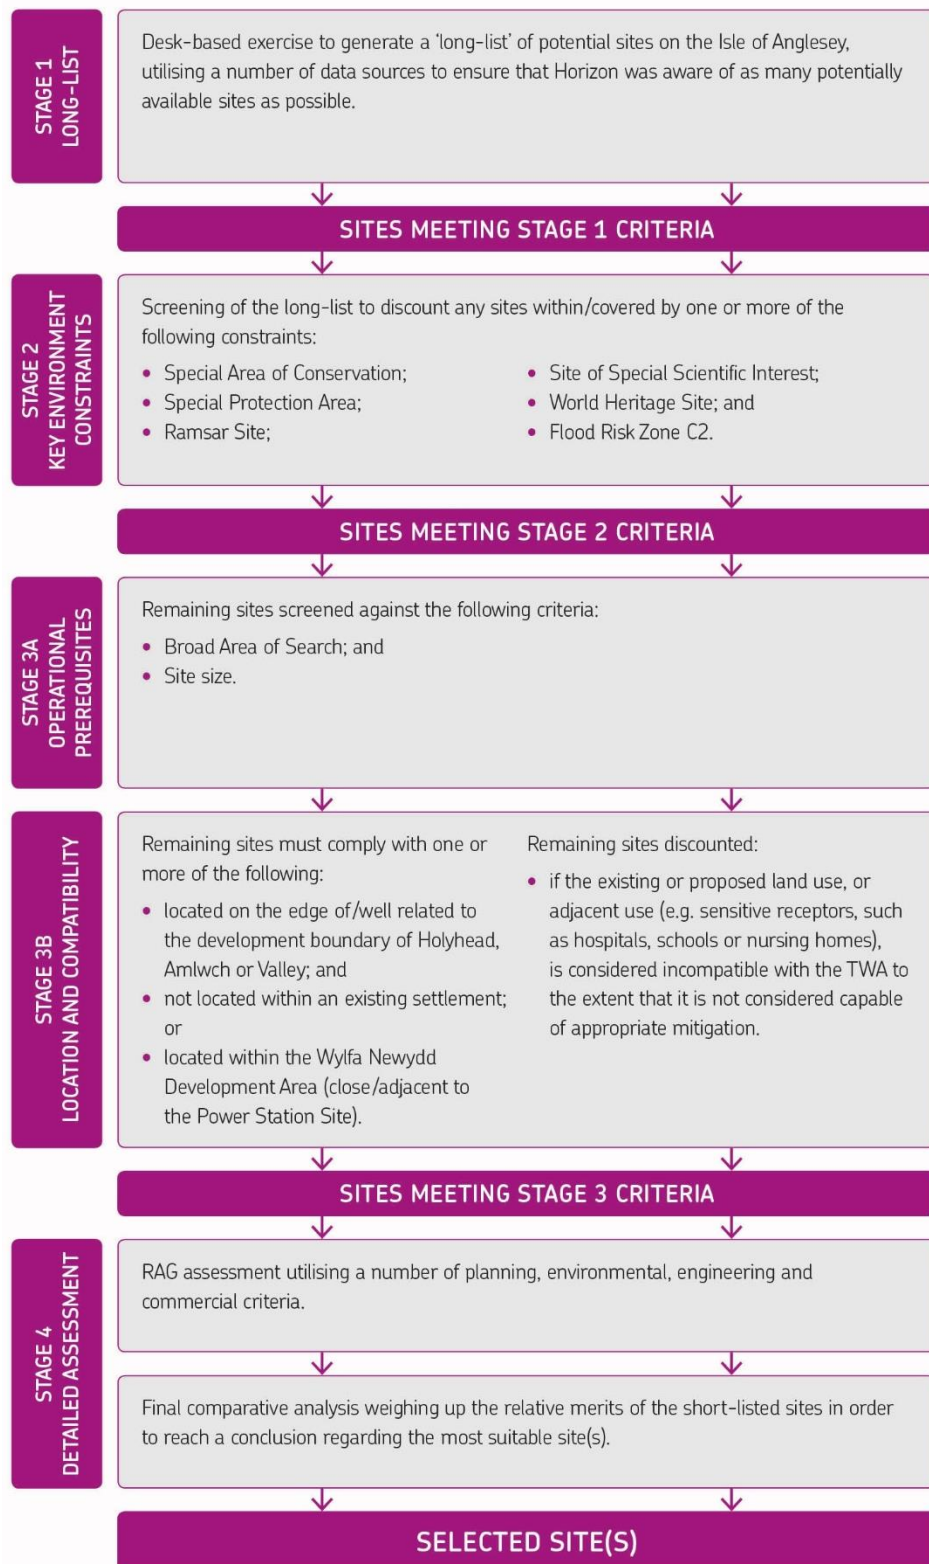 STAGE 1
LONG-LIST
Desk-based exercise to generate a ‘long-list’ of potential sites on the Isle of Anglesey,
utilising a number of data sources to ensure that Horizon was aware of as many potentially
available sites as possible.
SITES MEETING STAGE 1 CRITERIA
STAGE 2
KEY ENVIRONMENT
CONSTRAINTS
Screening of the long-list to discount any sites within/covered by one or more of the
following constraints:
• Special Area of Conservation;
• Special Protection Area;
• Ramsar Site;
• Site of Special Scientific Interest;
• World Heritage Site; and
• Flood Risk Zone C2.
SITES MEETING STAGE 2 CRITERIA
STAGE 3A
OPERATIONAL
PREREQUISITES
Remaining sites screened against the following criteria:
• Broad Area of Search; and
• Site size.
STAGE 3B
LOCATION AND COMPATIBILITY
Remaining sites must comply with one or
more of the following:
• located on the edge of/well related to
the development boundary of Holyhead,
Amlwch or Valley; and
• not located within an existing settlement;
or
• located within the Wylfa Newydd
Development Area (close/adjacent to
the Power Station Site).
Remaining sites discounted:
• if the existing or proposed land use, or
adjacent use (e.g. sensitive receptors, such
as hospitals, schools or nursing homes),
is considered incompatible with the TWA to
the extent that it is not considered capable
of appropriate mitigation.
SITES MEETING STAGE 3 CRITERIA
STAGE 4
DETAILED ASSESSMENT
RAG assessment utilising a number of planning, environmental, engineering and
commercial criteria.
Final comparative analysis weighing up the relative merits of the short-listed sites in order
to reach a conclusion regarding the most suitable site(s).
SELECTED SITE(S)